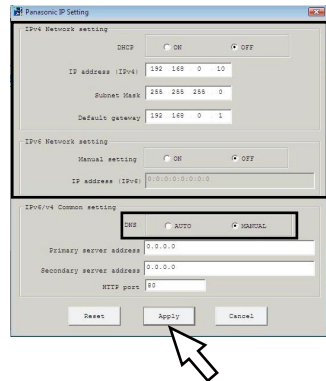 Panasonic IP Setting
IPv4 Network setting
DHCP ON OFF
IP address (IPv4) 192 168 0 10
Subnet Mask 255 255 255 0
Default gateway 192 168 0 1
IPv6 Network setting
Manual setting ON OFF
IP address (IPv6) 0:0:0:0:0:0:0:0
IPv6/v4 Common setting
DNS AUTO MANUAL
Primary server address 0.0.0.0
Secondary server address 0.0.0.0
HTTP port 80
Reset Apply Cancel